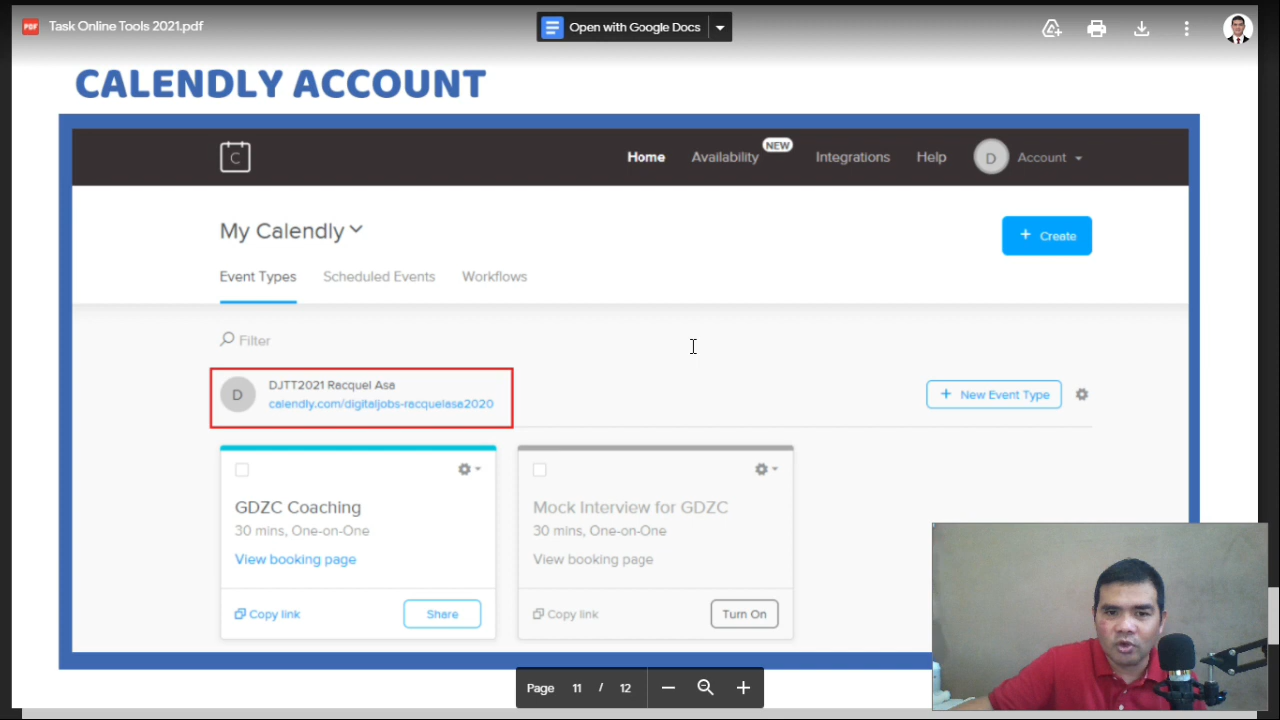 PDF Task Online Tools 2021.pdf
Open with Google Docs
CALENDLY ACCOUNT
C
Home Availability NEW Integrations Help D Account
My Calendly
+ Create
Event Types Scheduled Events Workflows
Filter
D DJTT2021 Racquel Asa
calendly.com/digitaljobs-racquelasa2020
+ New Event Type
GDZC Coaching
30 mins, One-on-One
View booking page
Copy link Share
Mock Interview for GDZC
30 mins, One-on-One
View booking page
Copy link Turn On
Page 11 / 12